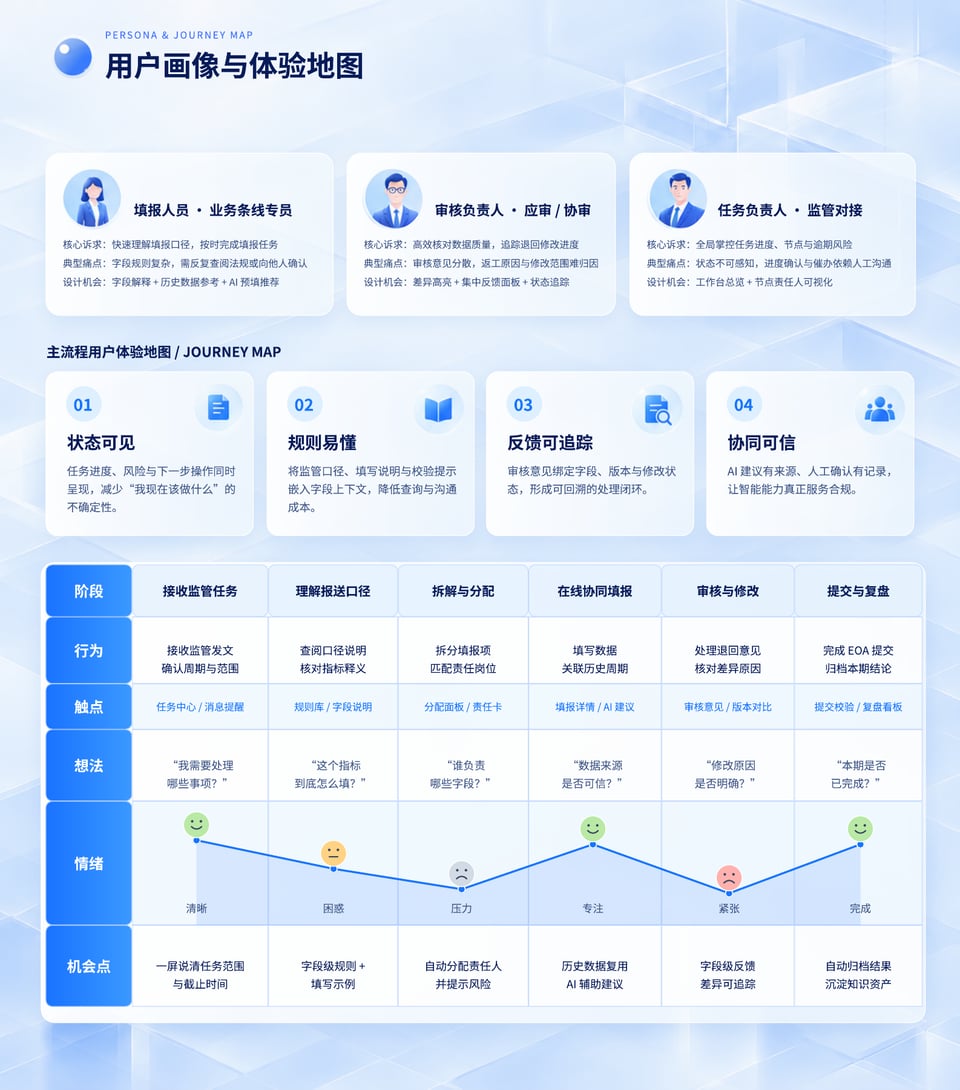 PERSONA & JOURNEY MAP
用户画像与体验地图
填报人员 · 业务条线专员
核心诉求：快速理解填报口径，按时完成填报任务
典型痛点：字段规则复杂，需反复查阅法规或向他人确认
设计机会：字段解释 + 历史数据参考 + AI 预填推荐
审核负责人 · 应审 / 协审
核心诉求：高效核对数据质量，追踪退回修改进度
典型痛点：审核意见分散，返工原因与修改范围难归因
设计机会：差异高亮 + 集中反馈面板 + 状态追踪
任务负责人 · 监管对接
核心诉求：全局掌控任务进度、节点与逾期风险
典型痛点：状态不可感知，进度确认与催办依赖人工沟通
设计机会：工作台总览 + 节点责任人可视化
主流程用户体验地图 / JOURNEY MAP
01
状态可见
任务进度、风险与下一步操作同时
呈现，减少“我现在该做什么”的
不确定性。
02
规则易懂
将监管口径、填写说明与校验提示
嵌入字段上下文，降低查询与沟通
成本。
03
反馈可追踪
审核意见绑定字段、版本与修改状
态，形成可回溯的处理闭环。
04
协同可信
AI 建议有来源、人工确认有记录，
让智能能力真正服务合规。
阶段 接收监管任务 理解报送口径 拆解与分配 在线协同填报 审核与修改 提交与复盘
行为
接收监管发文
确认周期与范围
查阅口径说明
核对指标释义
拆分填报项
匹配责任岗位
填写数据
关联历史周期
处理退回意见
核对差异原因
完成 EOA 提交
归档本期结论
触点 任务中心 / 消息提醒 规则库 / 字段说明 分配面板 / 责任卡 填报详情 / AI 建议 审核意见 / 版本对比 提交校验 / 复盘看板
想法
“我需要处理
哪些事项？”
“这个指标
到底怎么填？”
“谁负责
哪些字段？”
“数据来源
是否可信？”
“修改原因
是否明确？”
“本期是否
已完成？”
情绪
清晰 困惑 压力 专注 紧张 完成
机会点
一屏说清任务范围
与截止时间
字段级规则 +
填写示例
自动分配责任人
并提示风险
历史数据复用
AI 辅助建议
字段级反馈
差异可追踪
自动归档结果
沉淀知识资产